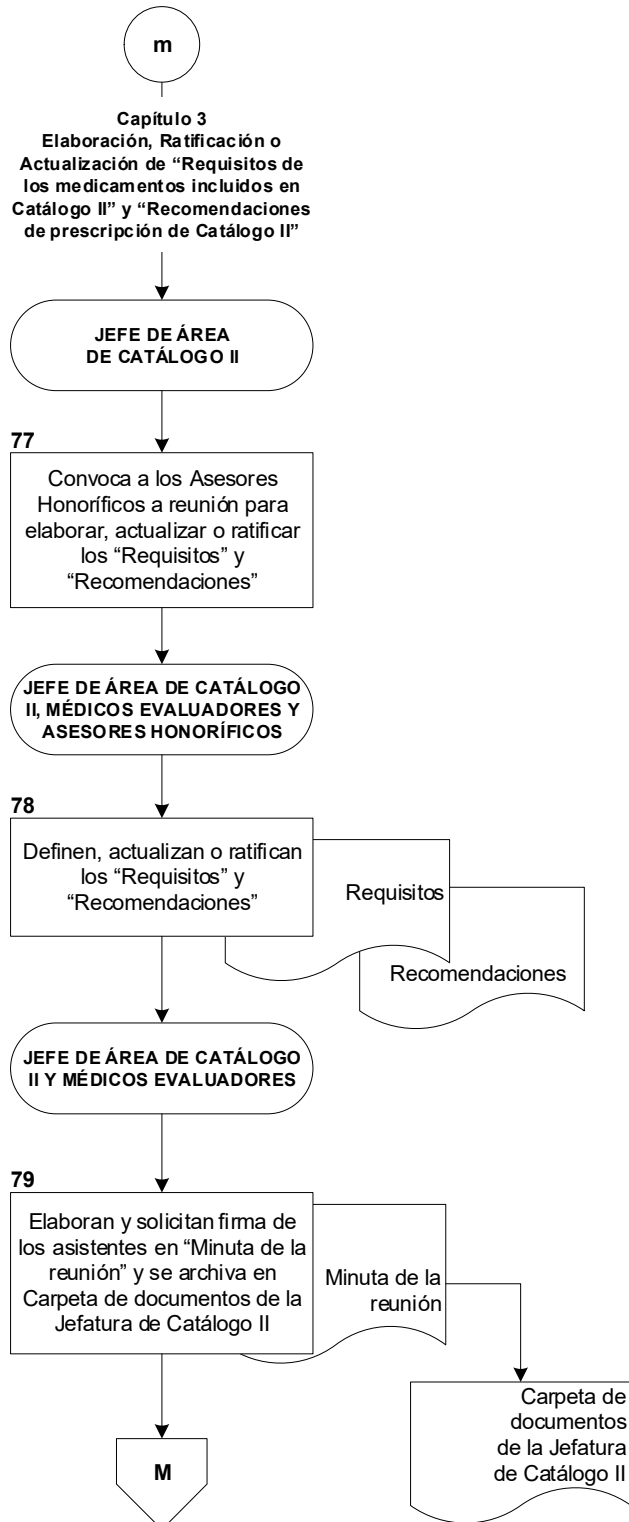 m
Capítulo 3
Elaboración, Ratificación o
Actualización de “Requisitos de
los medicamentos incluidos en
Catálogo II” y “Recomendaciones
de prescripción de Catálogo II”
JEFE DE ÁREA
DE CATÁLOGO II
77
Convoca a los Asesores
Honoríficos a reunión para
elaborar, actualizar o ratificar
los “Requisitos” y
“Recomendaciones”
JEFE DE ÁREA DE CATÁLOGO
II, MÉDICOS EVALUADORES Y
ASESORES HONORÍFICOS
78
Definen, actualizan o ratifican
los “Requisitos” y
“Recomendaciones”
Requisitos
Recomendaciones
JEFE DE ÁREA DE CATÁLOGO
II Y MÉDICOS EVALUADORES
79
Elaboran y solicitan firma de
los asistentes en “Minuta de la
reunión” y se archiva en
Carpeta de documentos de la
Jefatura de Catálogo II
Minuta de la
reunión
Carpeta de
documentos
de la Jefatura
de Catálogo II
M